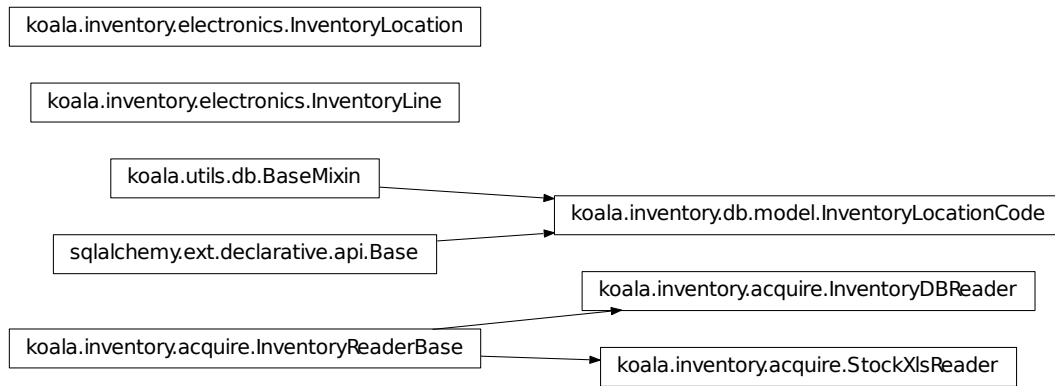 koala.inventory.electronics.InventoryLocation
koala.inventory.electronics.InventoryLine
koala.utils.db.BaseMixin
koala.inventory.db.model.InventoryLocationCode
sqlalchemy.ext.declarative.api.Base
koala.inventory.acquire.InventoryDBReader
koala.inventory.acquire.InventoryReaderBase
koala.inventory.acquire.StockXlsReader